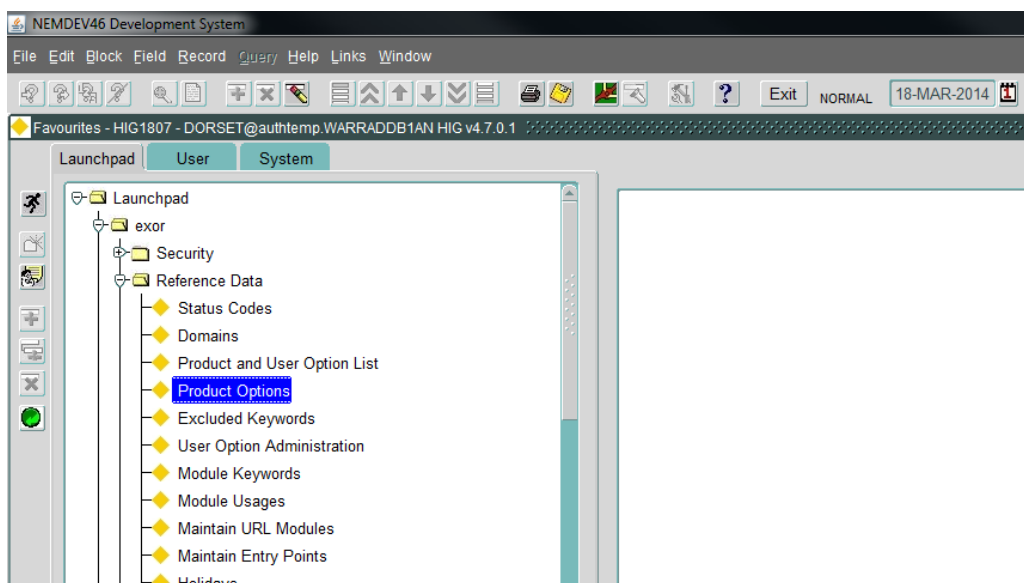 NEMDEV46 Development System
File Edit Block Field Record Query Help Links Window
? Exit NORMAL 18-MAR-2014 1
Favourites - HIG1807 - DORSET@authtemp.WARRADDB1AN HIG v4.7.0.1
Launchpad User System
Launchpad
exor
Security
Reference Data
Status Codes
Domains
Product and User Option List
Product Options
Excluded Keywords
User Option Administration
Module Keywords
Module Usages
Maintain URL Modules
Maintain Entry Points
Holidays